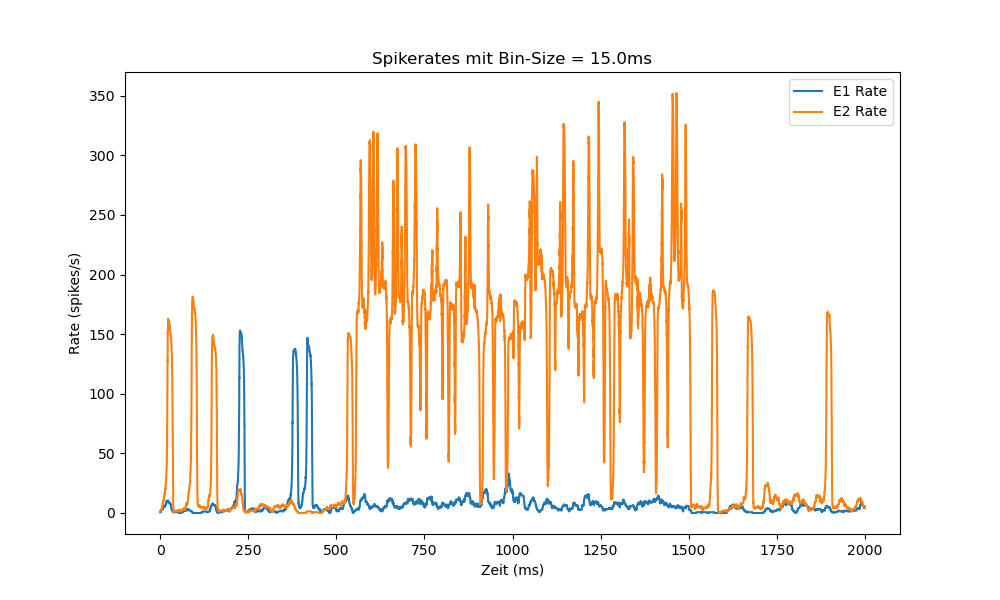 Spikerates mit Bin-Size = 15.0ms
E1 Rate
E2 Rate
350
300
250
200
150
100
50
0
Rate (spikes/s)
0 250 500 750 1000 1250 1500 1750 2000
Zeit (ms)